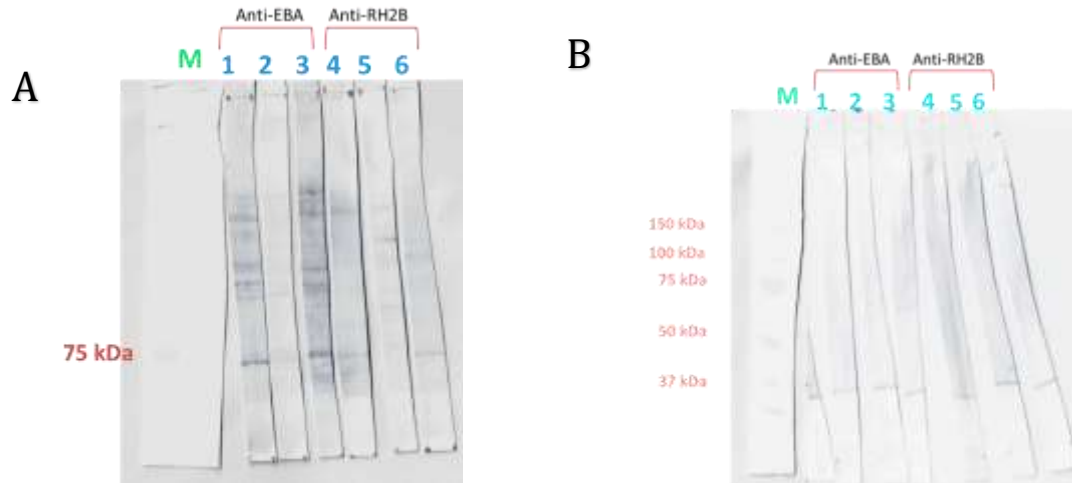 A
Anti-EBA Anti-RH2B
M 1 2 3 4 5 6
75 kDa
B
Anti-EBA Anti-RH2B
M 1 2 3 4 5 6
150 kDa
100 kDa
75 kDa
50 kDa
37 kDa